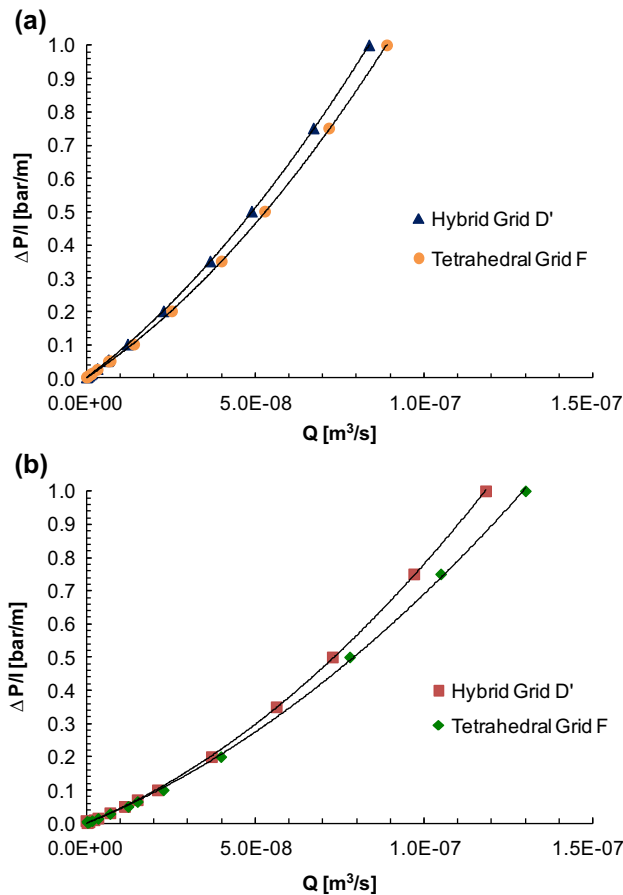 (a)
1.0
0.9
0.8
0.7
0.6
0.5
0.4
0.3
0.2
0.1
0.0
ΔP/l [bar/m]
Hybrid Grid D'
Tetrahedral Grid F
0.0E+00 5.0E-08 1.0E-07 1.5E-07
Q [m³/s]
(b)
1.0
0.9
0.8
0.7
0.6
0.5
0.4
0.3
0.2
0.1
0.0
ΔP/l [bar/m]
Hybrid Grid D'
Tetrahedral Grid F
0.0E+00 5.0E-08 1.0E-07 1.5E-07
Q [m³/s]